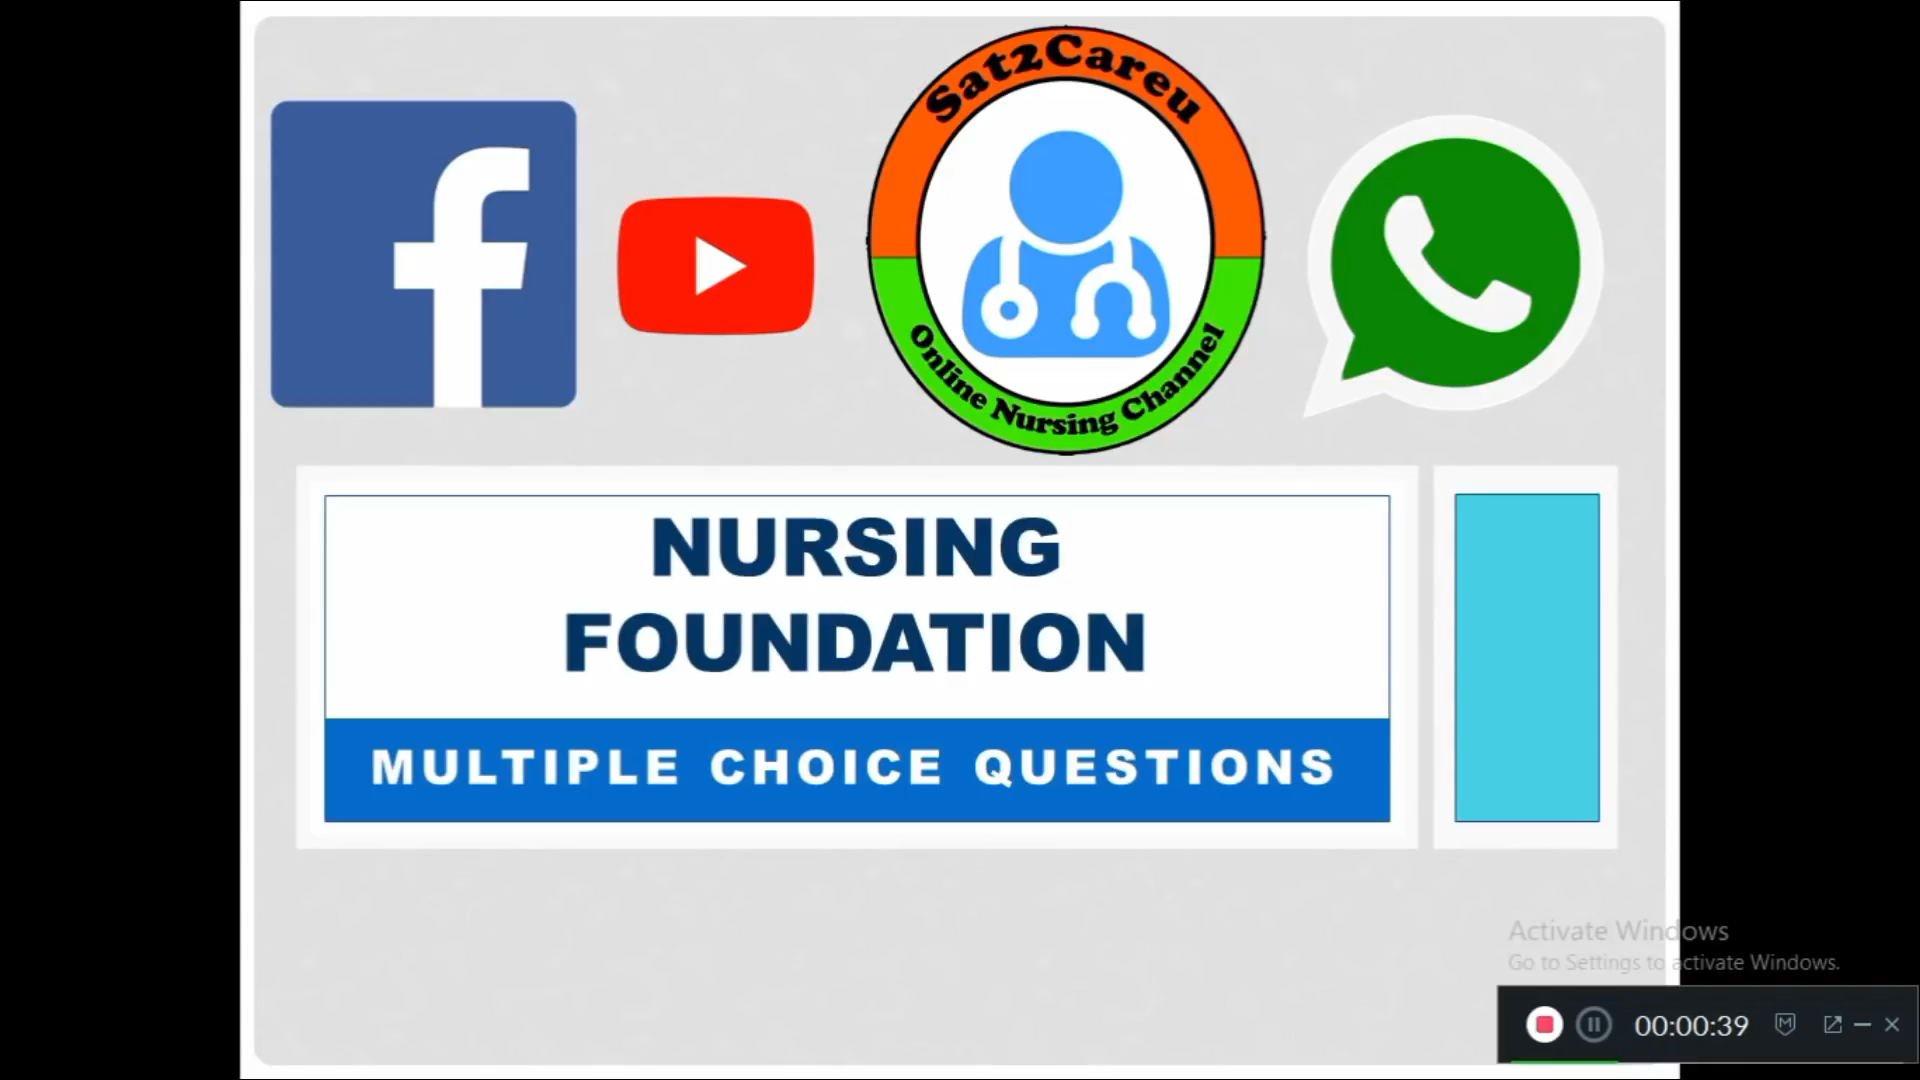 Sat2Careu
Online Nursing Channel
NURSING
FOUNDATION
MULTIPLE CHOICE QUESTIONS
Activate Windows
Go to Settings to activate Windows.
00:00:39